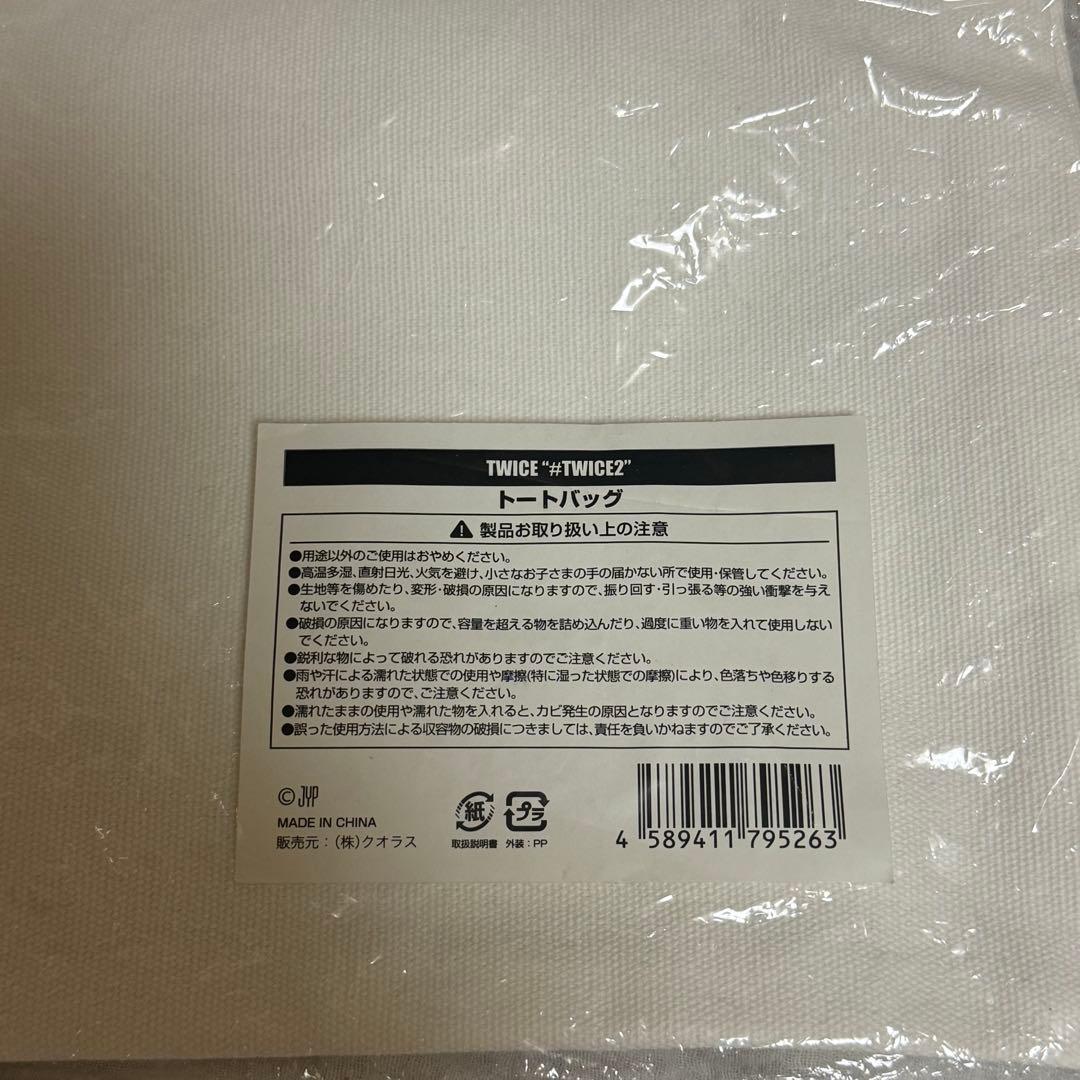 TWICE “#TWICE2”
トートバッグ
⚠ 製品お取り扱い上の注意
●用途以外のご使用はおやめください。
●高温多湿、直射日光、火気を避け、小さなお子さまの手の届かない所で使用・保管してください。
●生地等を傷めたり、変形・破損の原因になりますので、振り回す・引っ張る等の強い衝撃を与え
ないでください。
●破損の原因になりますので、容量を超える物を詰め込んだり、過度に重い物を入れて使用しない
でください。
●鋭利な物によって破れる恐れがありますのでご注意ください。
●雨や汗による濡れた状態での使用や摩擦(特に湿った状態での摩擦)により、色落ちや色移りする
恐れがありますので、ご注意ください。
●濡れたままの使用や濡れた物を入れると、カビ発生の原因となりますのでご注意ください。
●誤った使用方法による収容物の破損につきましては、責任を負いかねますのでご了承ください。
© JYP
MADE IN CHINA
販売元:(株)クオラス
紙
取扱説明書
プラ
外装:PP
4 589411 795263